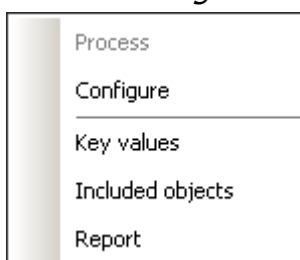 Process
Configure
Key values
Included objects
Report